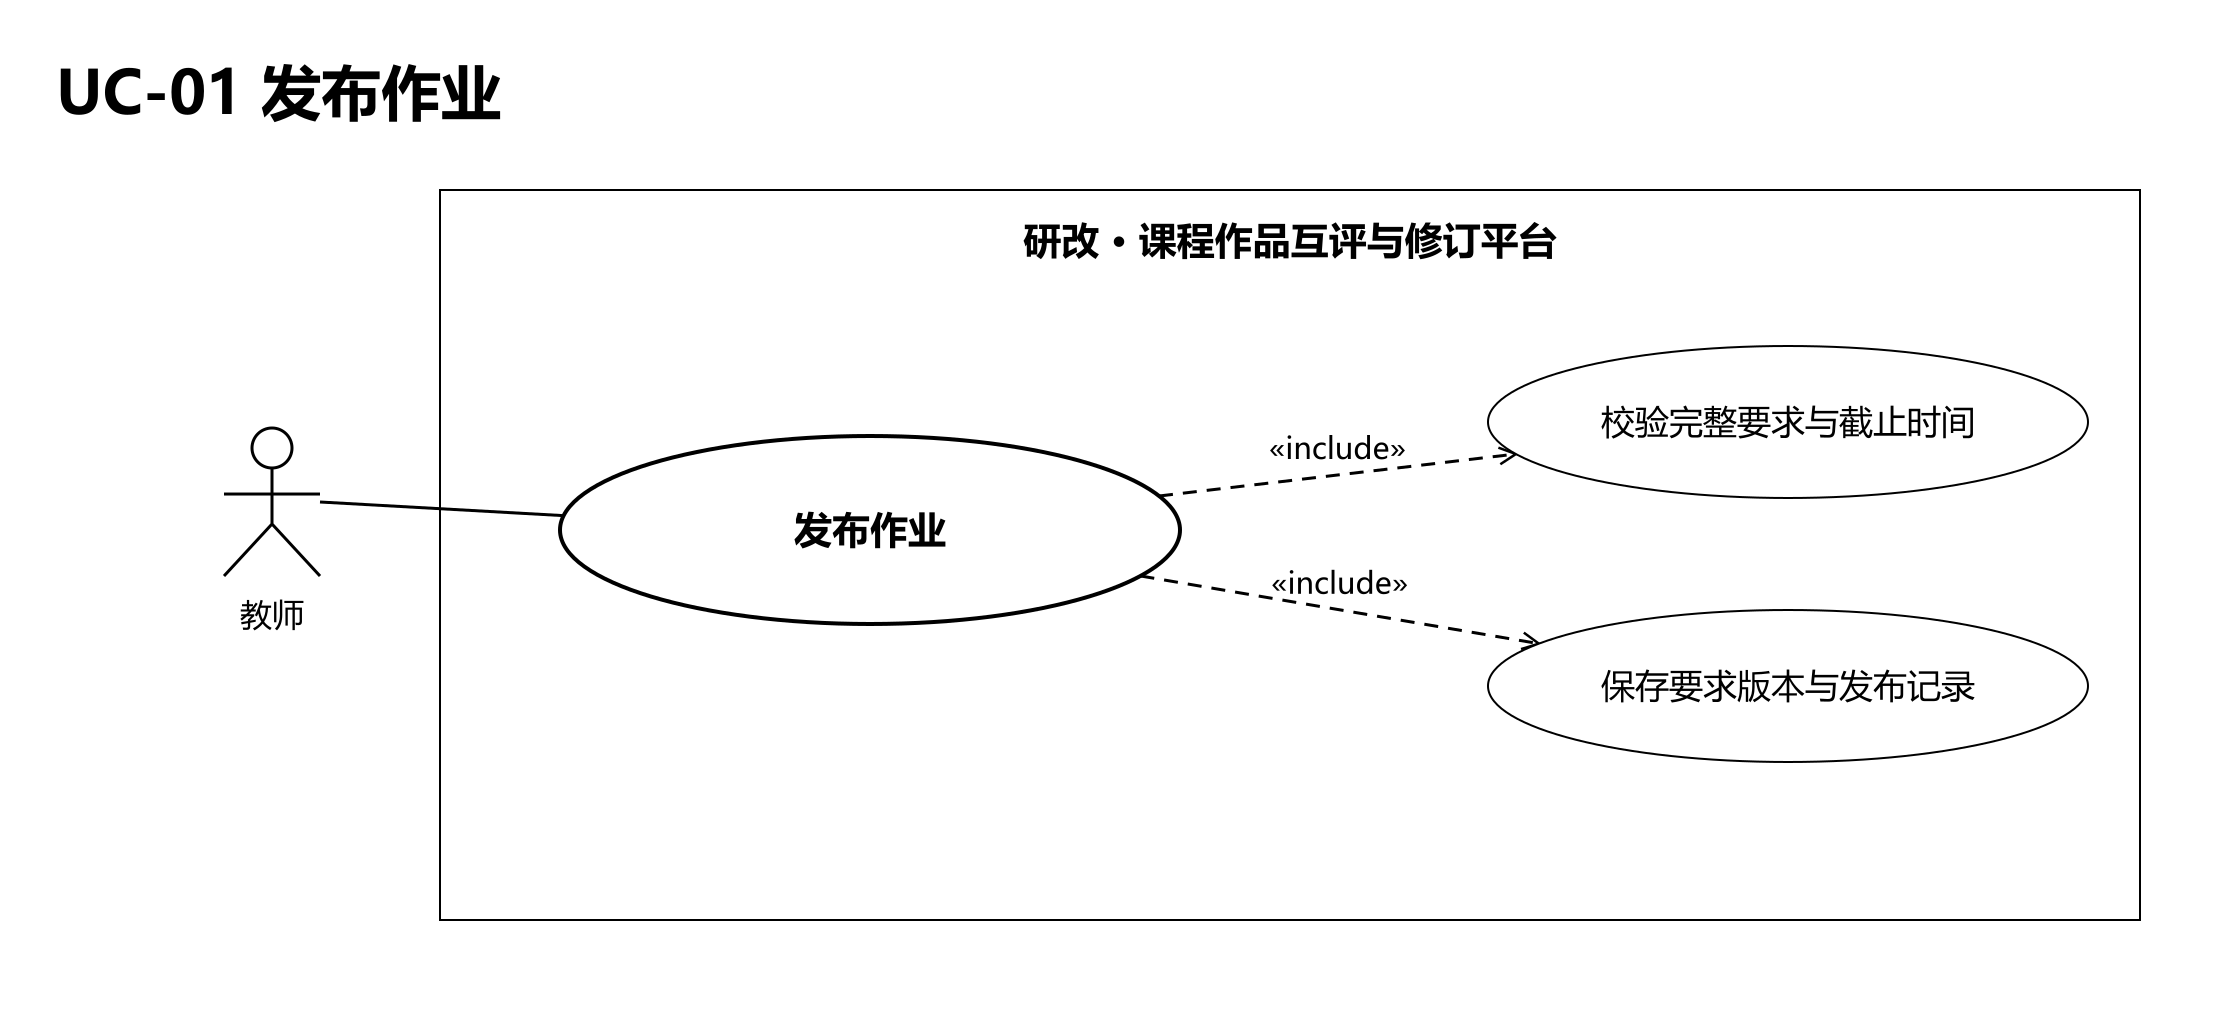 UC-01 发布作业
研改·课程作品互评与修订平台
校验完整要求与截止时间
«include»
发布作业
«include»
教师
保存要求版本与发布记录